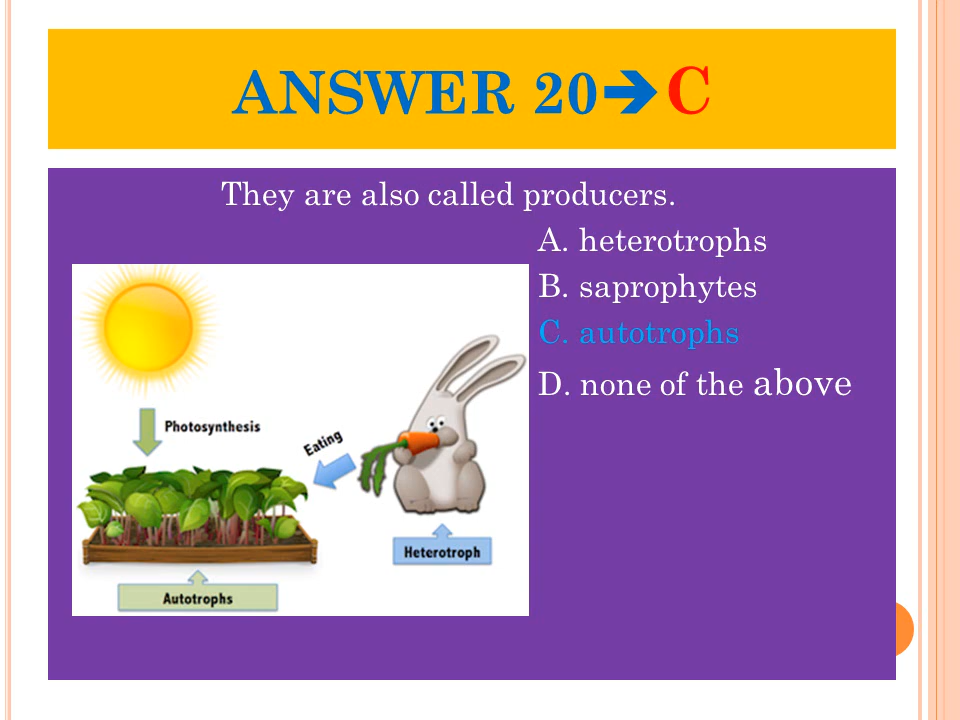 ANSWER 20🡺C
They are also called producers.
A. heterotrophs
B. saprophytes
C. autotrophs
D. none of the above
Photosynthesis
Eating
Heterotroph
Autotrophs